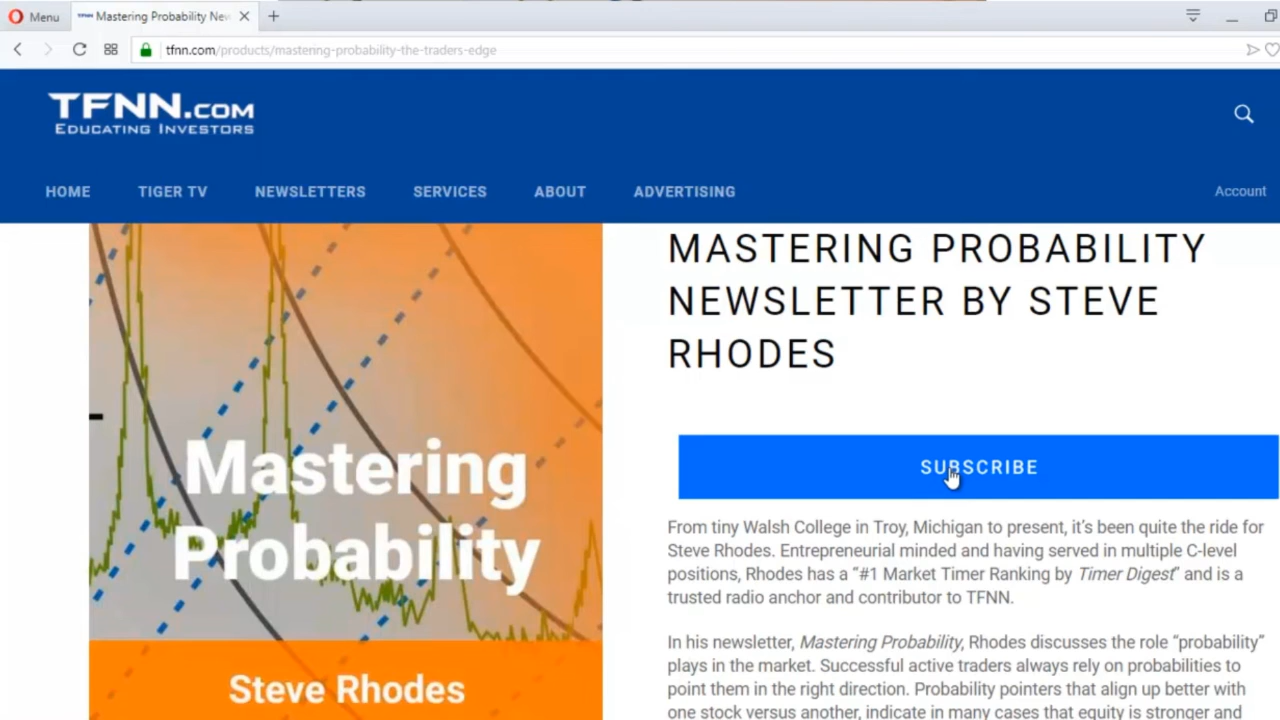 Menu
Mastering Probability New
tfnn.com/products/mastering-probability-the-traders-edge
TFNN.COM
EDUCATING INVESTORS
HOME TIGER TV NEWSLETTERS SERVICES ABOUT ADVERTISING Account
MASTERING PROBABILITY
NEWSLETTER BY STEVE
RHODES
SUBSCRIBE
Mastering
Probability
Steve Rhodes
From tiny Walsh College in Troy, Michigan to present, it's been quite the ride for
Steve Rhodes. Entrepreneurial minded and having served in multiple C-level
positions, Rhodes has a “#1 Market Timer Ranking by Timer Digest” and is a
trusted radio anchor and contributor to TFNN.
In his newsletter, Mastering Probability, Rhodes discusses the role “probability”
plays in the market. Successful active traders always rely on probabilities to
point them in the right direction. Probability pointers that align up better with
one stock versus another, indicate in many cases that equity is stronger and